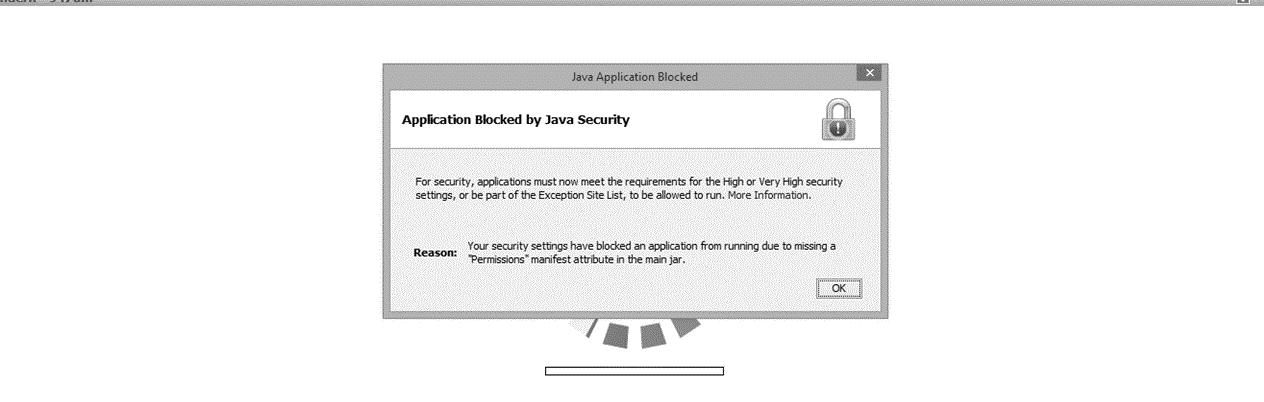 Java Application Blocked
Application Blocked by Java Security
For security, applications must now meet the requirements for the High or Very High security
settings, or be part of the Exception Site List, to be allowed to run. More Information.
Reason: Your security settings have blocked an application from running due to missing a
"Permissions" manifest attribute in the main jar.
OK